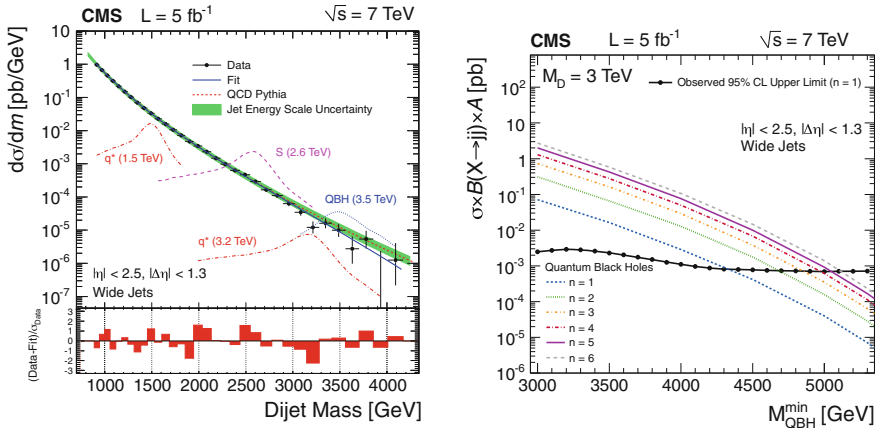 CMS L = 5 fb⁻¹ √s = 7 TeV
dσ/dm [pb/GeV]
10
1
10⁻¹
10⁻²
10⁻³
10⁻⁴
10⁻⁵
10⁻⁶
10⁻⁷
Data
Fit
QCD Pythia
Jet Energy Scale Uncertainty
q* (1.5 TeV)
S (2.6 TeV)
QBH (3.5 TeV)
q* (3.2 TeV)
|η| < 2.5, |Δη| < 1.3
Wide Jets
(Data-Fit)/σData
3
2
1
0
-1
-2
-3
1000 1500 2000 2500 3000 3500 4000
Dijet Mass [GeV]
CMS L = 5 fb⁻¹ √s = 7 TeV
σ×B(X→jj)×A [pb]
10⁵
10⁴
10³
10²
10
1
10⁻¹
10⁻²
10⁻³
10⁻⁴
10⁻⁵
10⁻⁶
M_D = 3 TeV
Observed 95% CL Upper Limit (n = 1)
|η| < 2.5, |Δη| < 1.3
Wide Jets
Quantum Black Holes
n = 1
n = 2
n = 3
n = 4
n = 5
n = 6
3000 3500 4000 4500 5000
M^min_QBH [GeV]